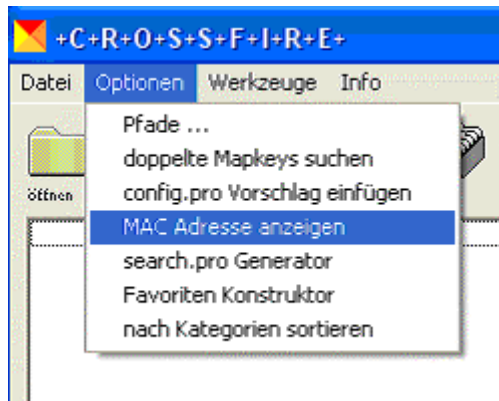 +C+R+O+S+S+F+I+R+E+
Datei Optionen Werkzeuge Info
Pfade ...
doppelte Mapkeys suchen
öffnen
config.pro Vorschlag einfügen
MAC Adresse anzeigen
search.pro Generator
Favoriten Konstruktor
nach Kategorien sortieren